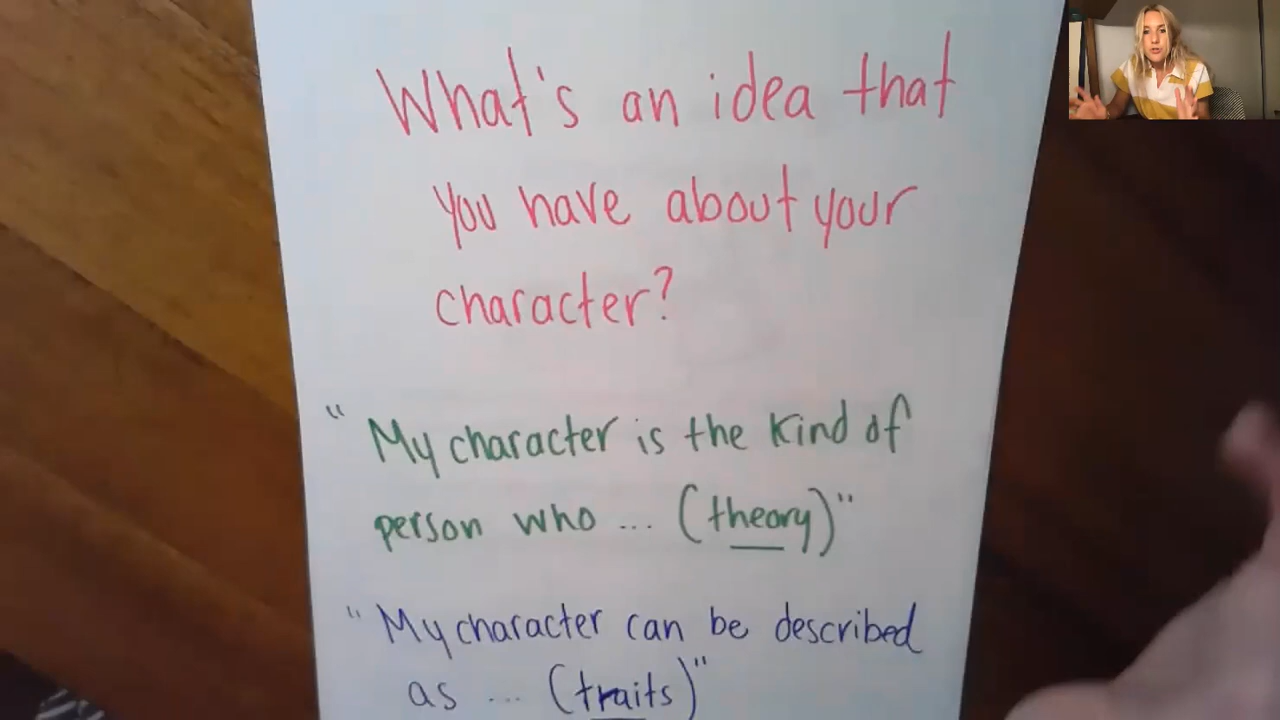 What's an idea that
you have about your
character?
"My character is the kind of
person who ... (theory)"
"My character can be described
as ... (traits)"